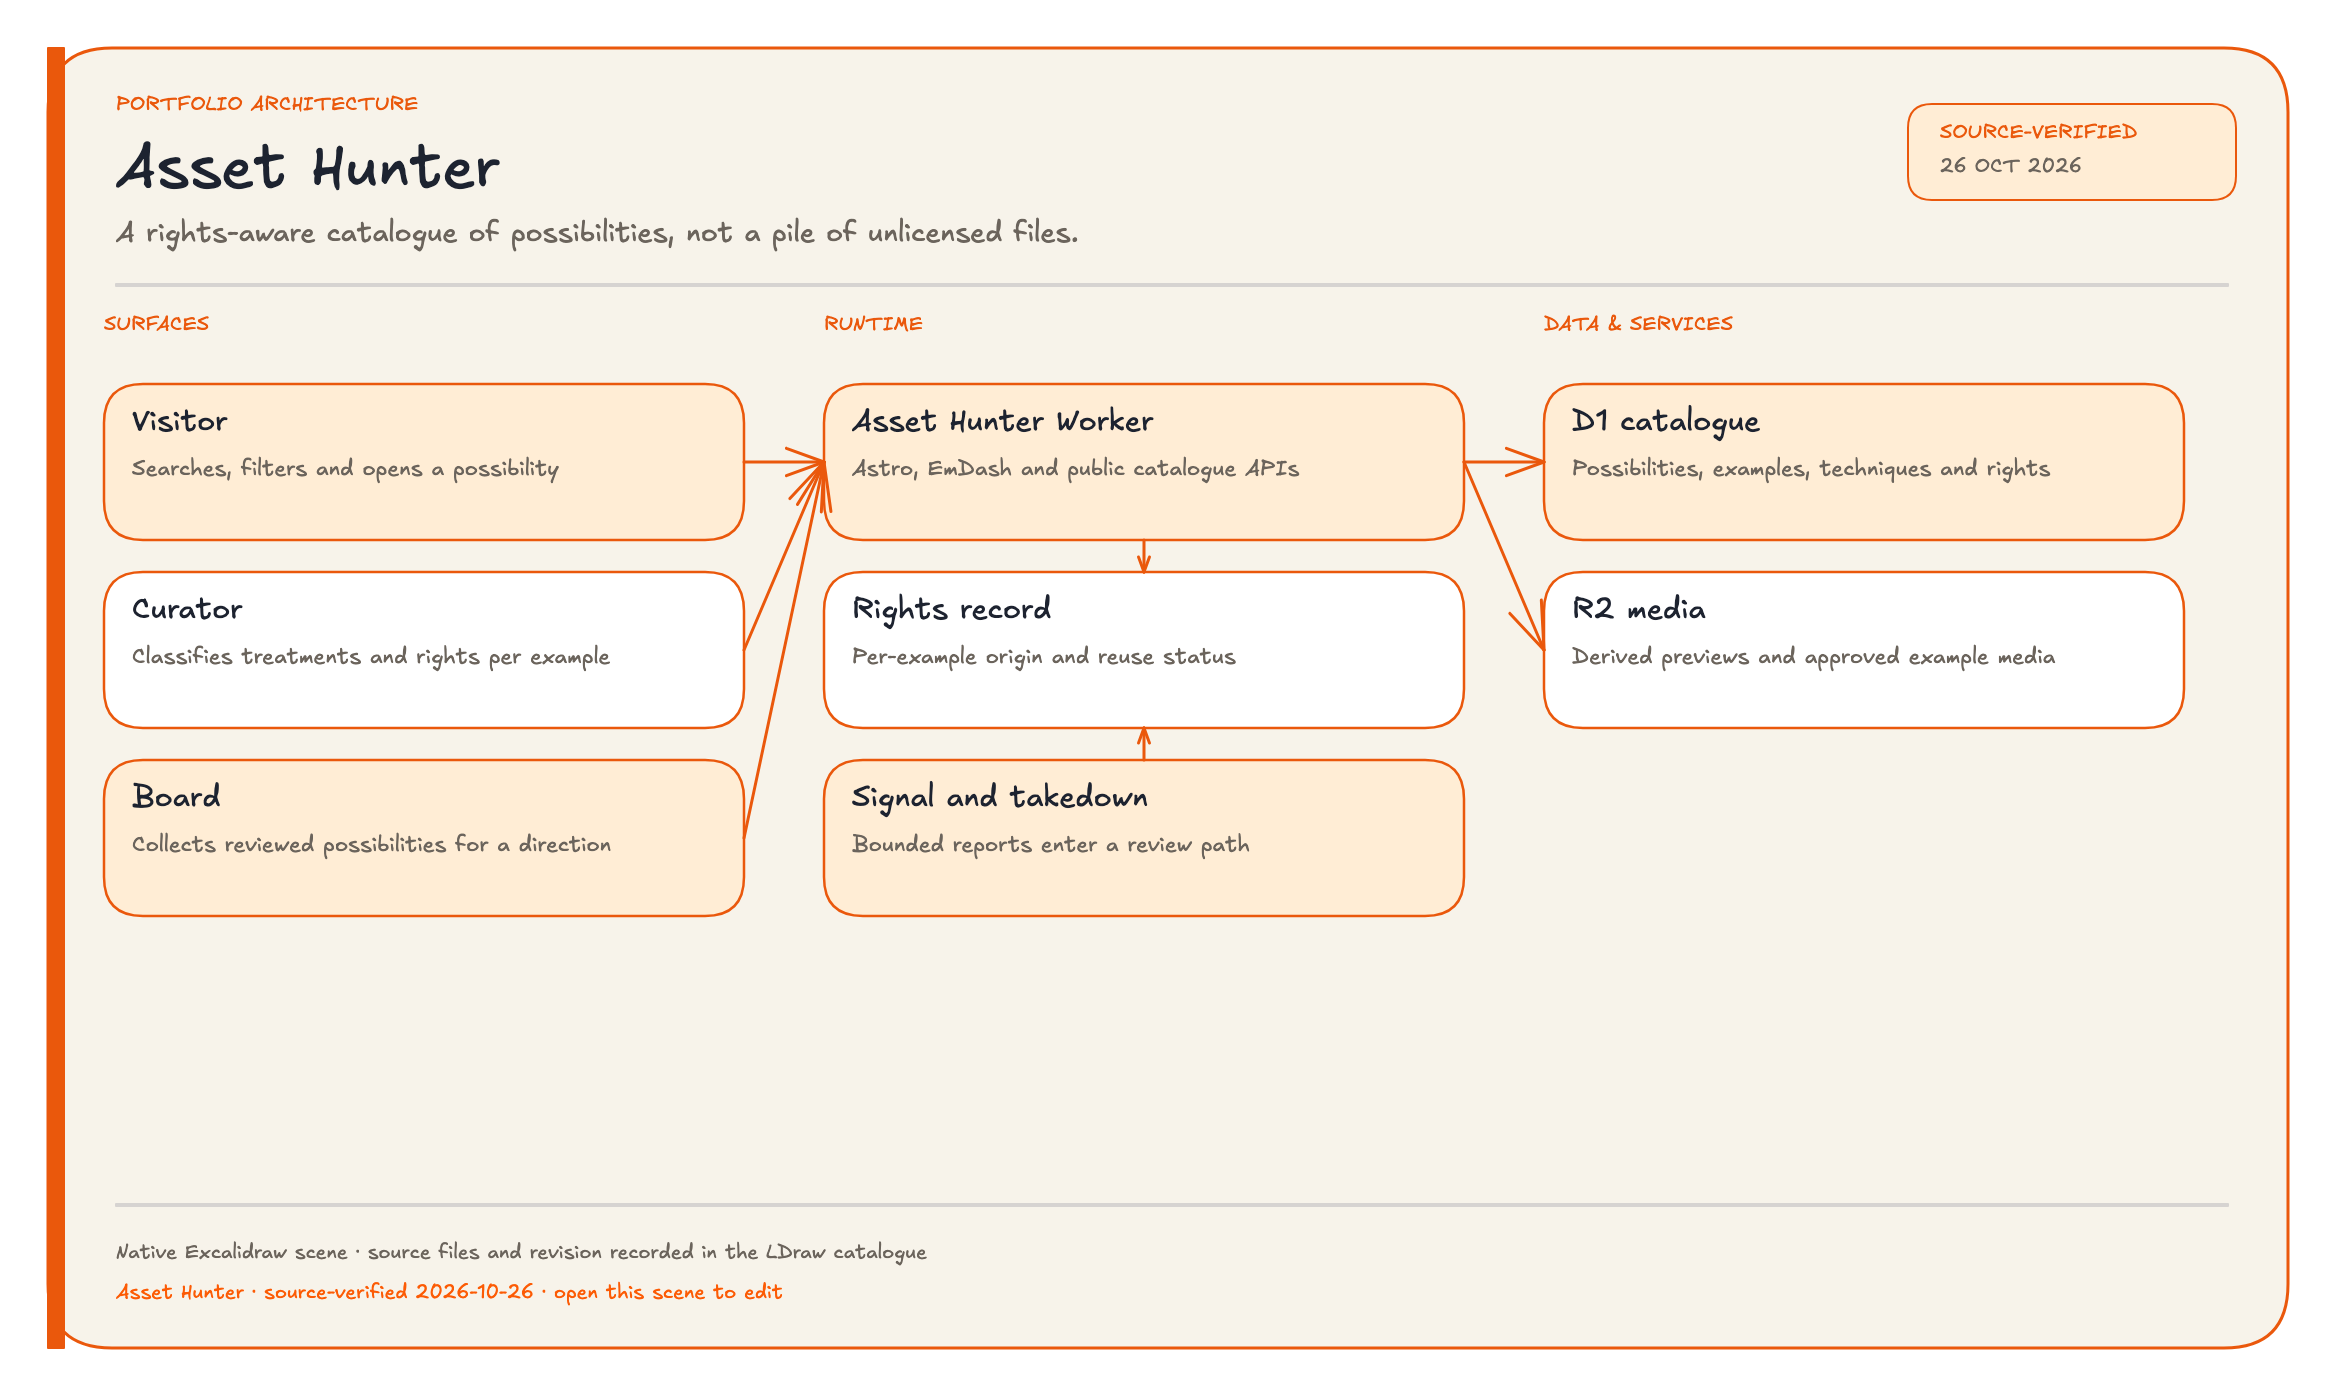 PORTFOLIO ARCHITECTURE
Asset Hunter
A rights-aware catalogue of possibilities, not a pile of unlicensed files.
SOURCE-VERIFIED
26 OCT 2026
SURFACES
Visitor
Searches, filters and opens a possibility
Curator
Classifies treatments and rights per example
Board
Collects reviewed possibilities for a direction
RUNTIME
Asset Hunter Worker
Astro, EmDash and public catalogue APIs
Rights record
Per-example origin and reuse status
Signal and takedown
Bounded reports enter a review path
DATA & SERVICES
D1 catalogue
Possibilities, examples, techniques and rights
R2 media
Derived previews and approved example media
Native Excalidraw scene · source files and revision recorded in the LDraw catalogue
Asset Hunter · source-verified 2026-10-26 · open this scene to edit